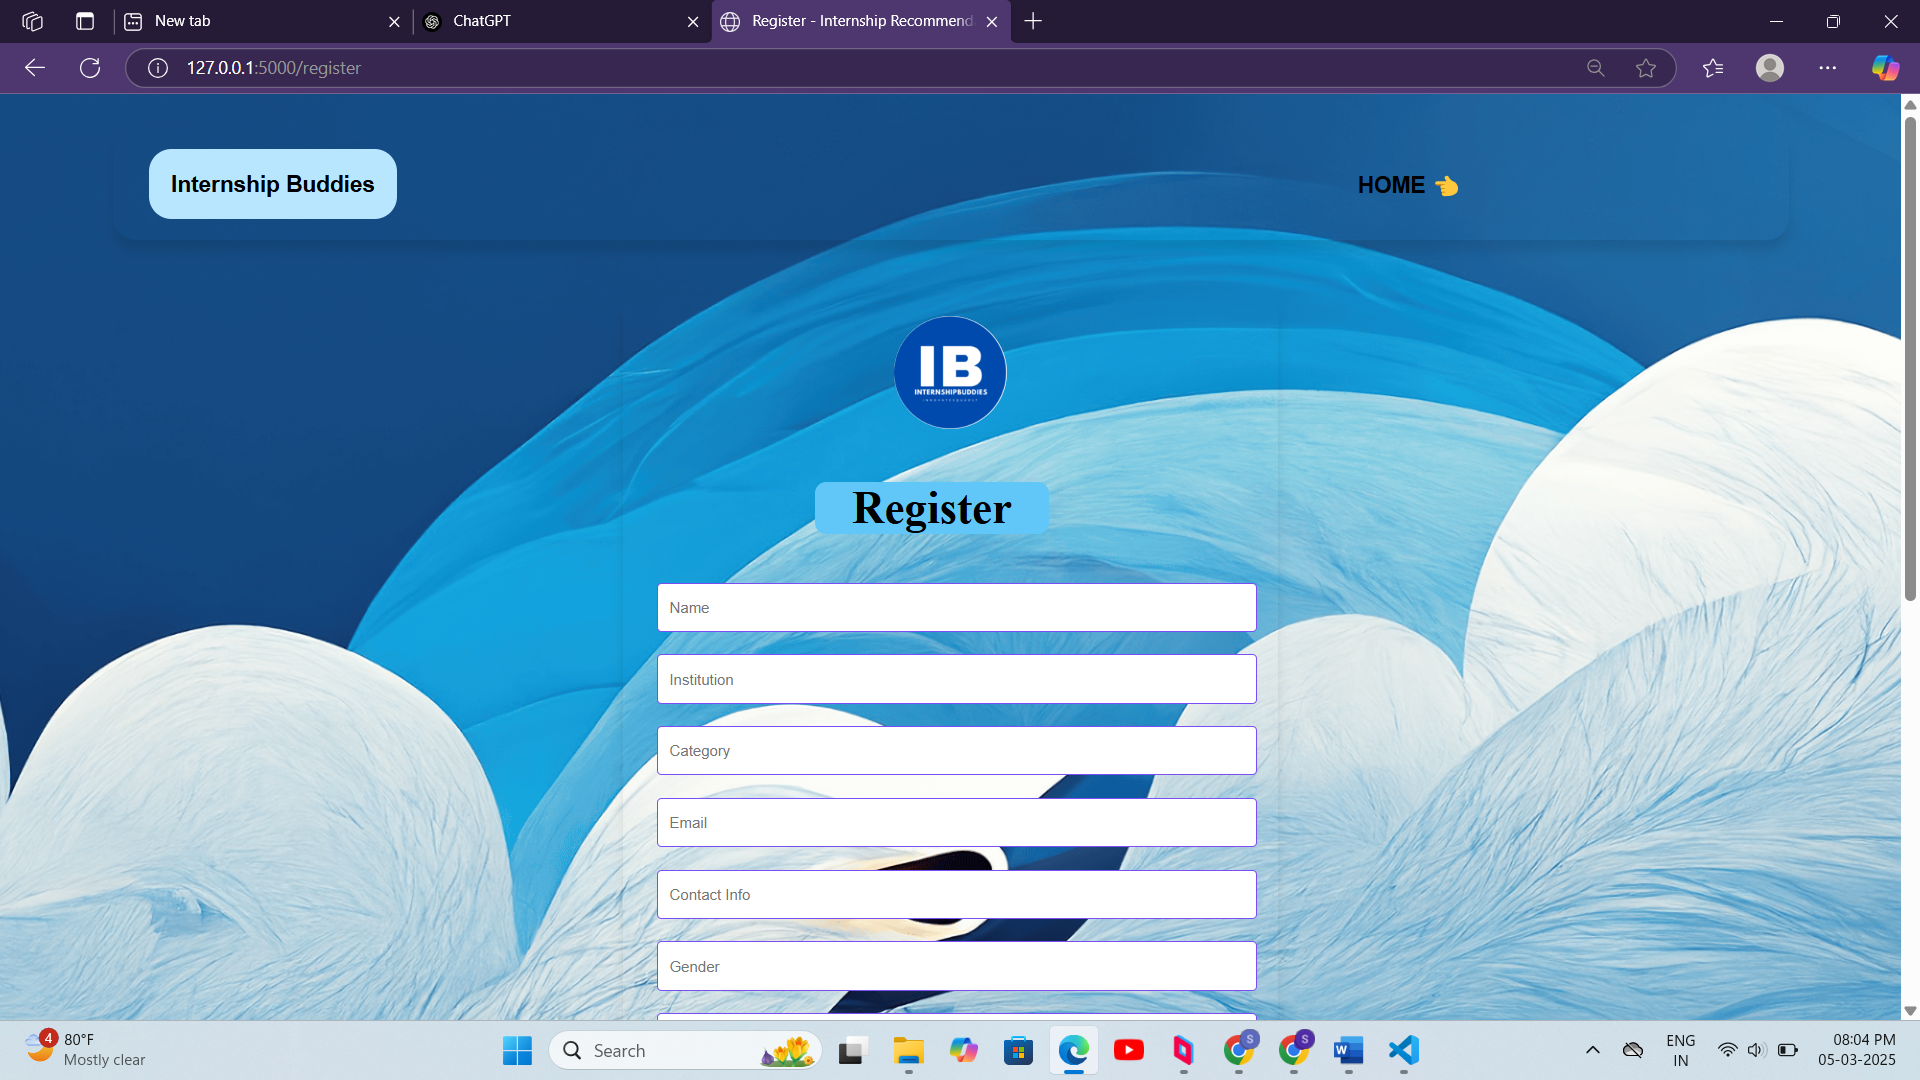 New tab
ChatGPT
Register - Internship Recommend
127.0.0.1:5000/register
Internship Buddies
HOME 👈
IB
INTERNSHIPBUDDIES
Register
Name
Institution
Category
Email
Contact Info
Gender
4
80°F
Mostly clear
Search
S
S
W
ENG
IN
08:04 PM
05-03-2025